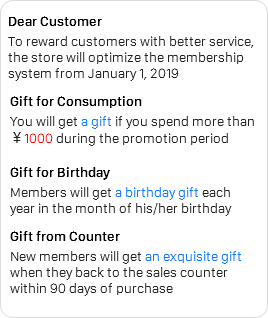 Dear Customer
To reward customers with better service,
the store will optimize the membership
system from January 1, 2019
Gift for Consumption
You will get a gift if you spend more than
￥1000 during the promotion period
Gift for Birthday
Members will get a birthday gift each
year in the month of his/her birthday
Gift from Counter
New members will get an exquisite gift
when they back to the sales counter
within 90 days of purchase